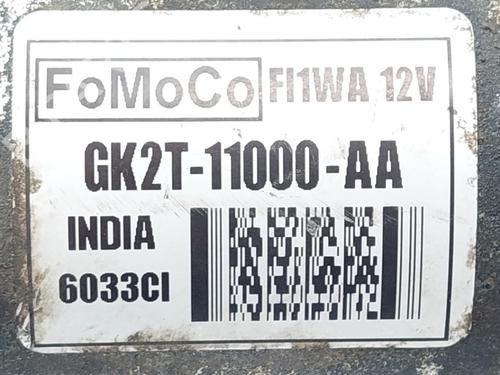 FoMoCo FI1WA 12V
GK2T-11000-AA
INDIA
6033CI